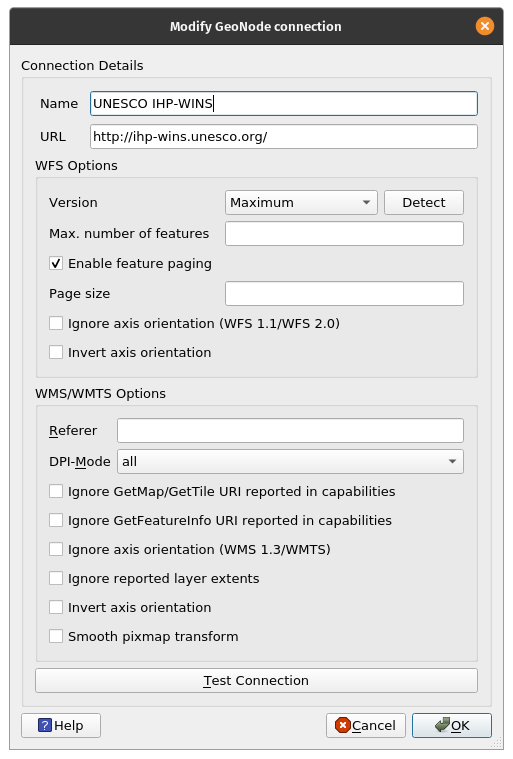 Modify GeoNode connection
Connection Details
Name UNESCO IHP-WINS
URL http://ihp-wins.unesco.org/
WFS Options
Version Maximum Detect
Max. number of features
Enable feature paging
Page size
Ignore axis orientation (WFS 1.1/WFS 2.0)
Invert axis orientation
WMS/WMTS Options
Referer
DPI-Mode all
Ignore GetMap/GetTile URI reported in capabilities
Ignore GetFeatureInfo URI reported in capabilities
Ignore axis orientation (WMS 1.3/WMTS)
Ignore reported layer extents
Invert axis orientation
Smooth pixmap transform
Test Connection
Help Cancel OK